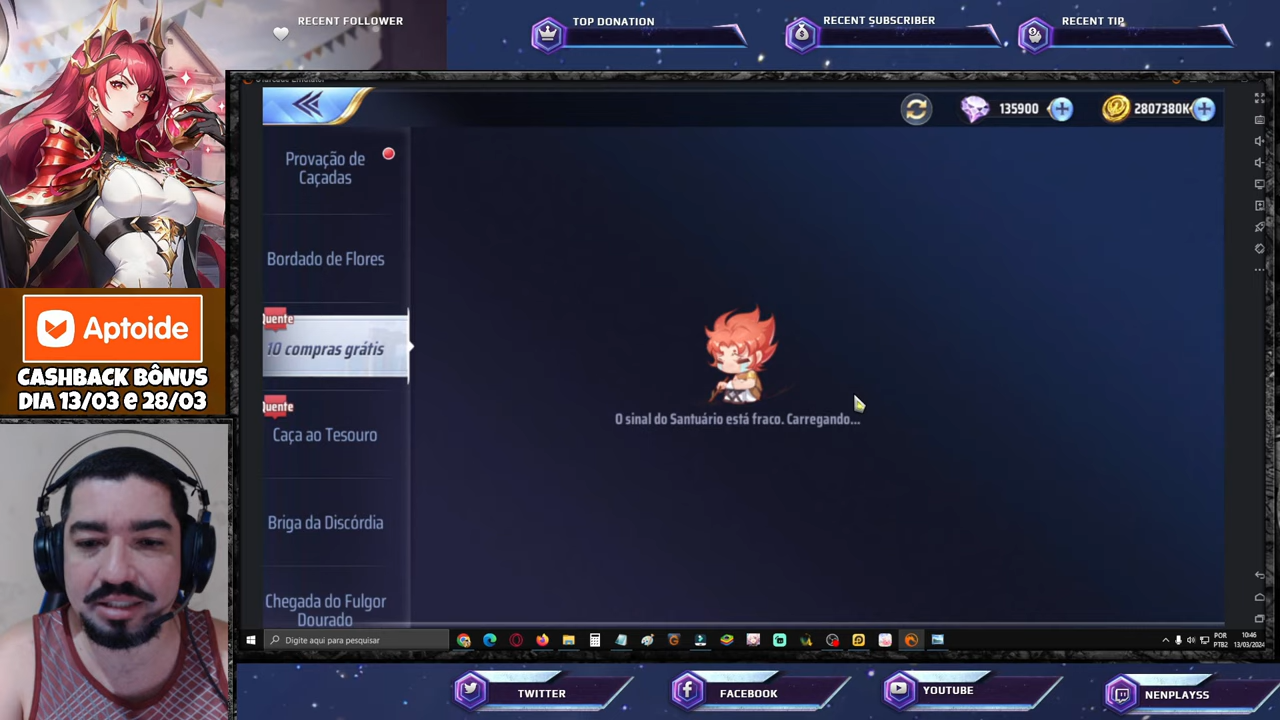 RECENT FOLLOWER
TOP DONATION
RECENT SUBSCRIBER
RECENT TIP
135900
2807380K
Provação de
Caçadas
Bordado de Flores
Quente
10 compras grátis
Quente
Caça ao Tesouro
Briga da Discórdia
Chegada do Fulgor
Dourado
O sinal do Santuário está fraco. Carregando...
Aptoide
CASHBACK BÔNUS
DIA 13/03 e 28/03
Digite aqui para pesquisar
POR
PTB2
10:46
13/03/2024
TWITTER
FACEBOOK
YOUTUBE
NENPLAYSS